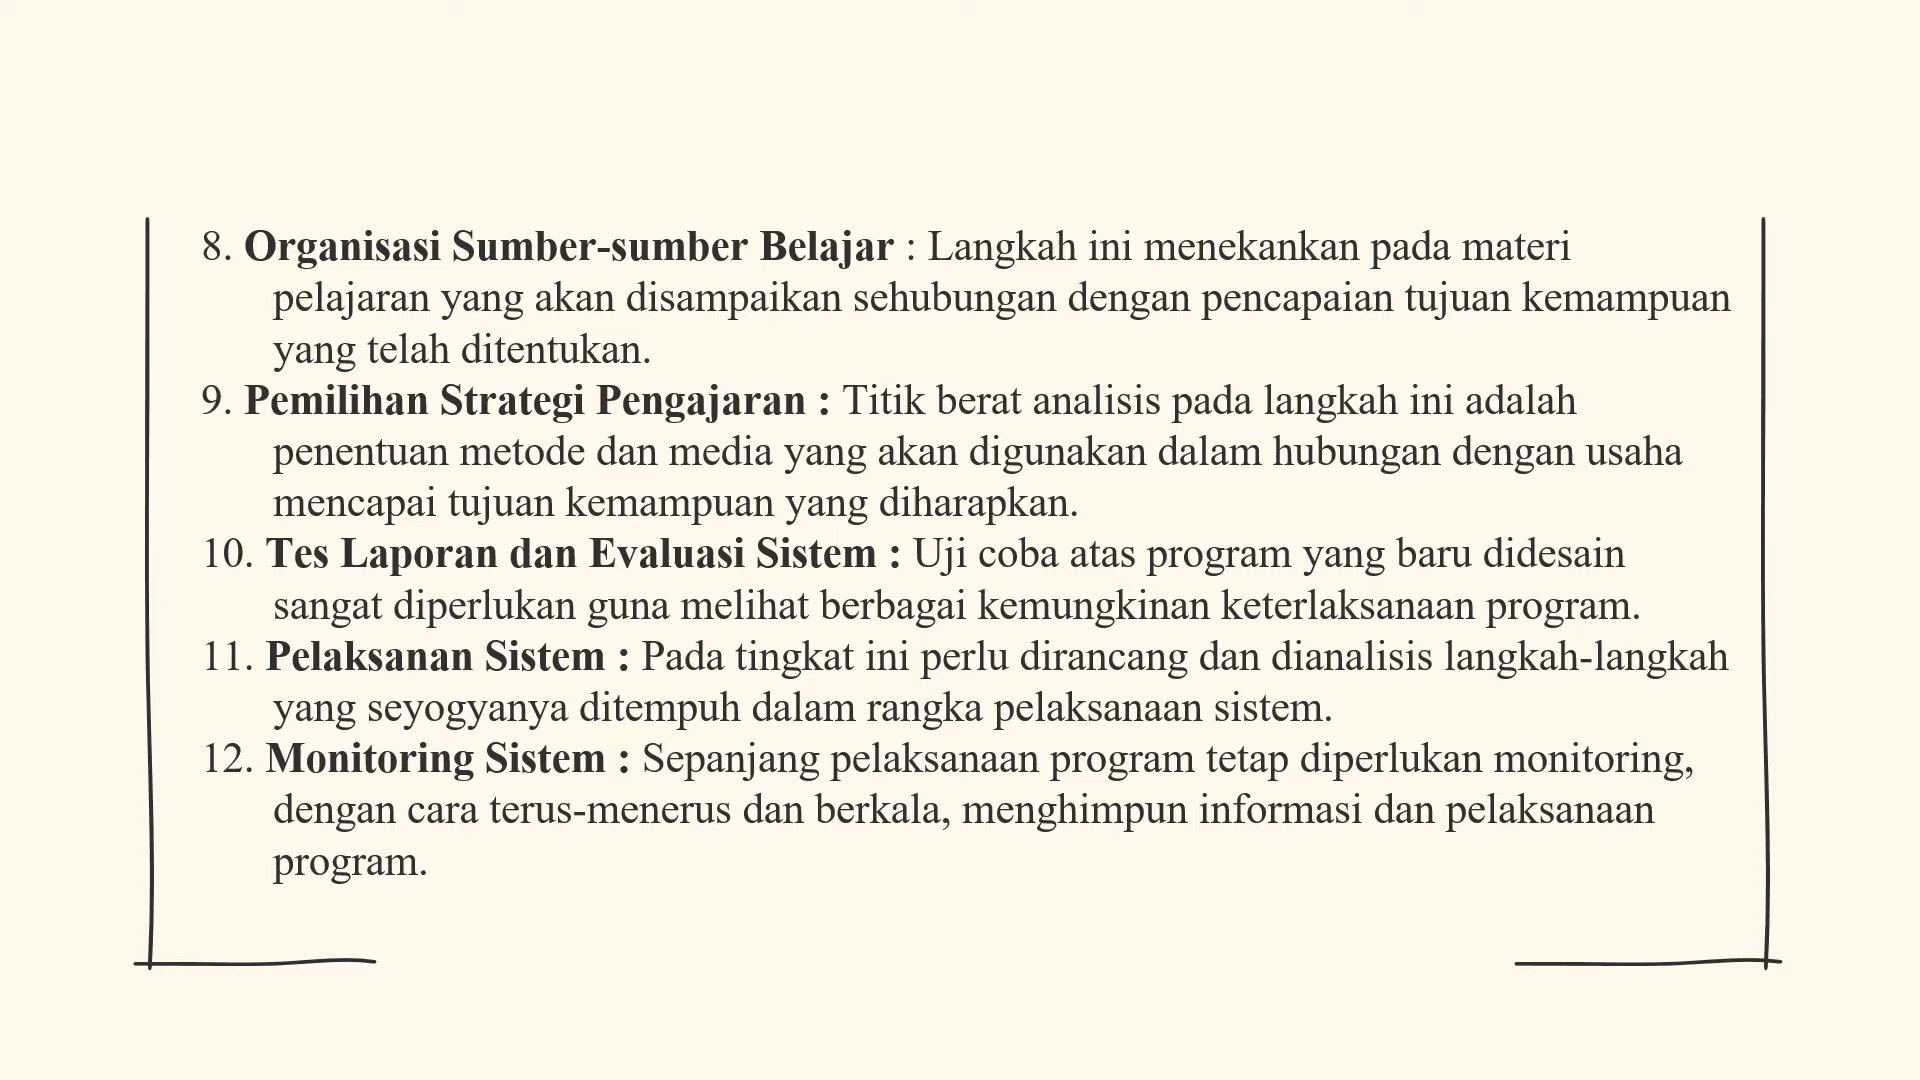 8. Organisasi Sumber-sumber Belajar : Langkah ini menekankan pada materi
pelajaran yang akan disampaikan sehubungan dengan pencapaian tujuan kemampuan
yang telah ditentukan.
9. Pemilihan Strategi Pengajaran : Titik berat analisis pada langkah ini adalah
penentuan metode dan media yang akan digunakan dalam hubungan dengan usaha
mencapai tujuan kemampuan yang diharapkan.
10. Tes Laporan dan Evaluasi Sistem : Uji coba atas program yang baru didesain
sangat diperlukan guna melihat berbagai kemungkinan keterlaksanaan program.
11. Pelaksanan Sistem : Pada tingkat ini perlu dirancang dan dianalisis langkah-langkah
yang seyogyanya ditempuh dalam rangka pelaksanaan sistem.
12. Monitoring Sistem : Sepanjang pelaksanaan program tetap diperlukan monitoring,
dengan cara terus-menerus dan berkala, menghimpun informasi dan pelaksanaan
program.